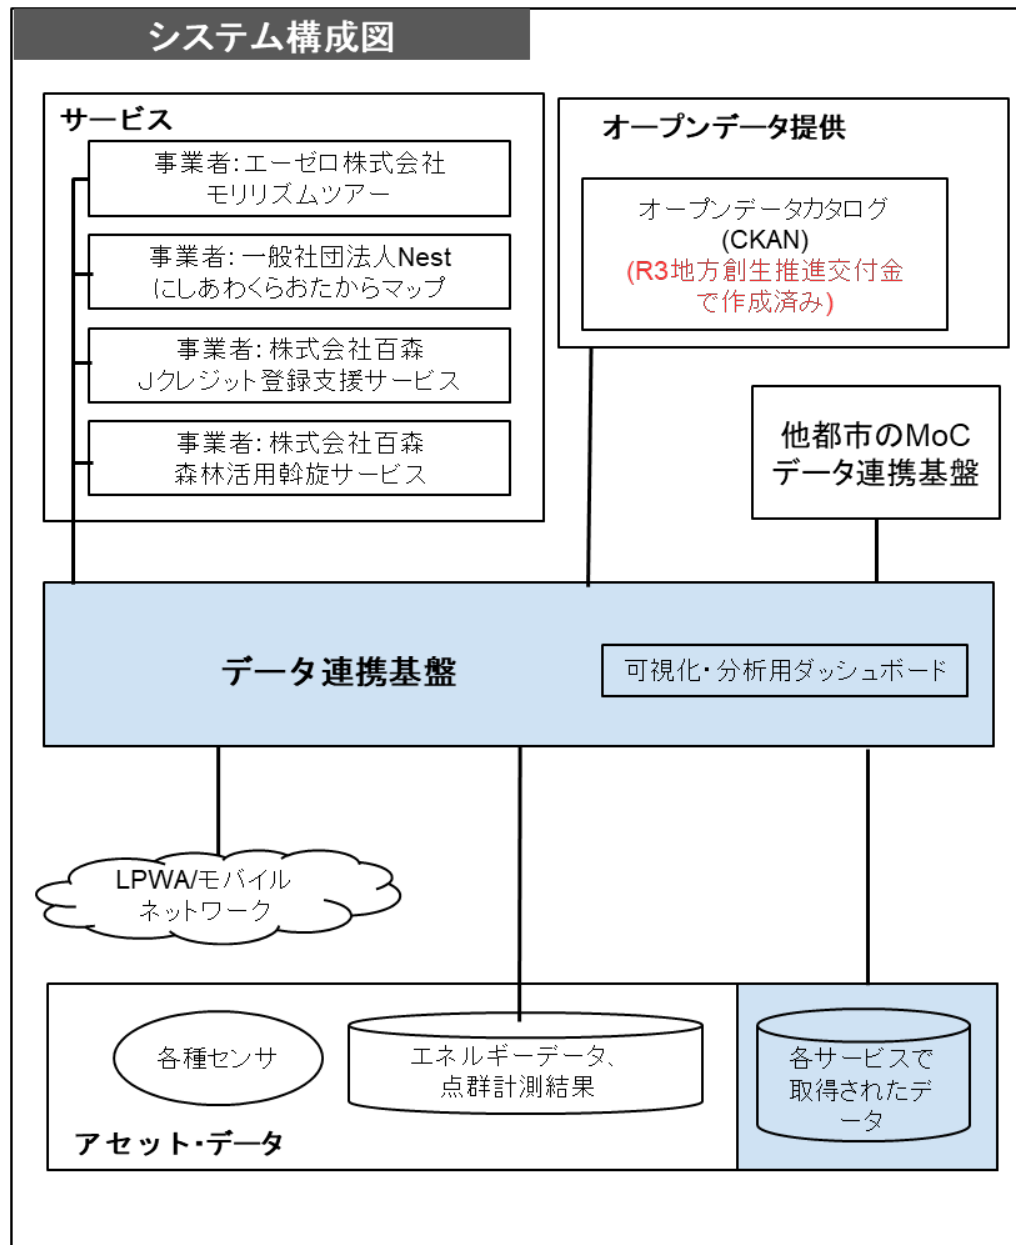 システム構成図
サービス
事業者：エーゼロ株式会社
モリリズムツアー
事業者：一般社団法人Nest
にしあわくらおたからマップ
事業者：株式会社百森
Jクレジット登録支援サービス
事業者：株式会社百森
森林活用斡旋サービス
オープンデータ提供
オープンデータカタログ
(CKAN)
(R3地方創生推進交付金
で作成済み)
他都市のMoC
データ連携基盤
データ連携基盤
可視化・分析用ダッシュボード
LPWA/モバイル
ネットワーク
各種センサ
エネルギーデータ、
点群計測結果
各サービスで
取得されたデ
ータ
アセット・データ